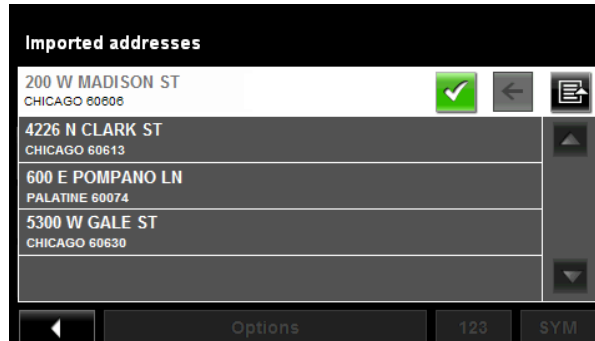 Imported addresses
200 W MADISON ST
CHICAGO 60606
4226 N CLARK ST
CHICAGO 60613
600 E POMPANO LN
PALATINE 60074
5300 W GALE ST
CHICAGO 60630
Options 123 SYM